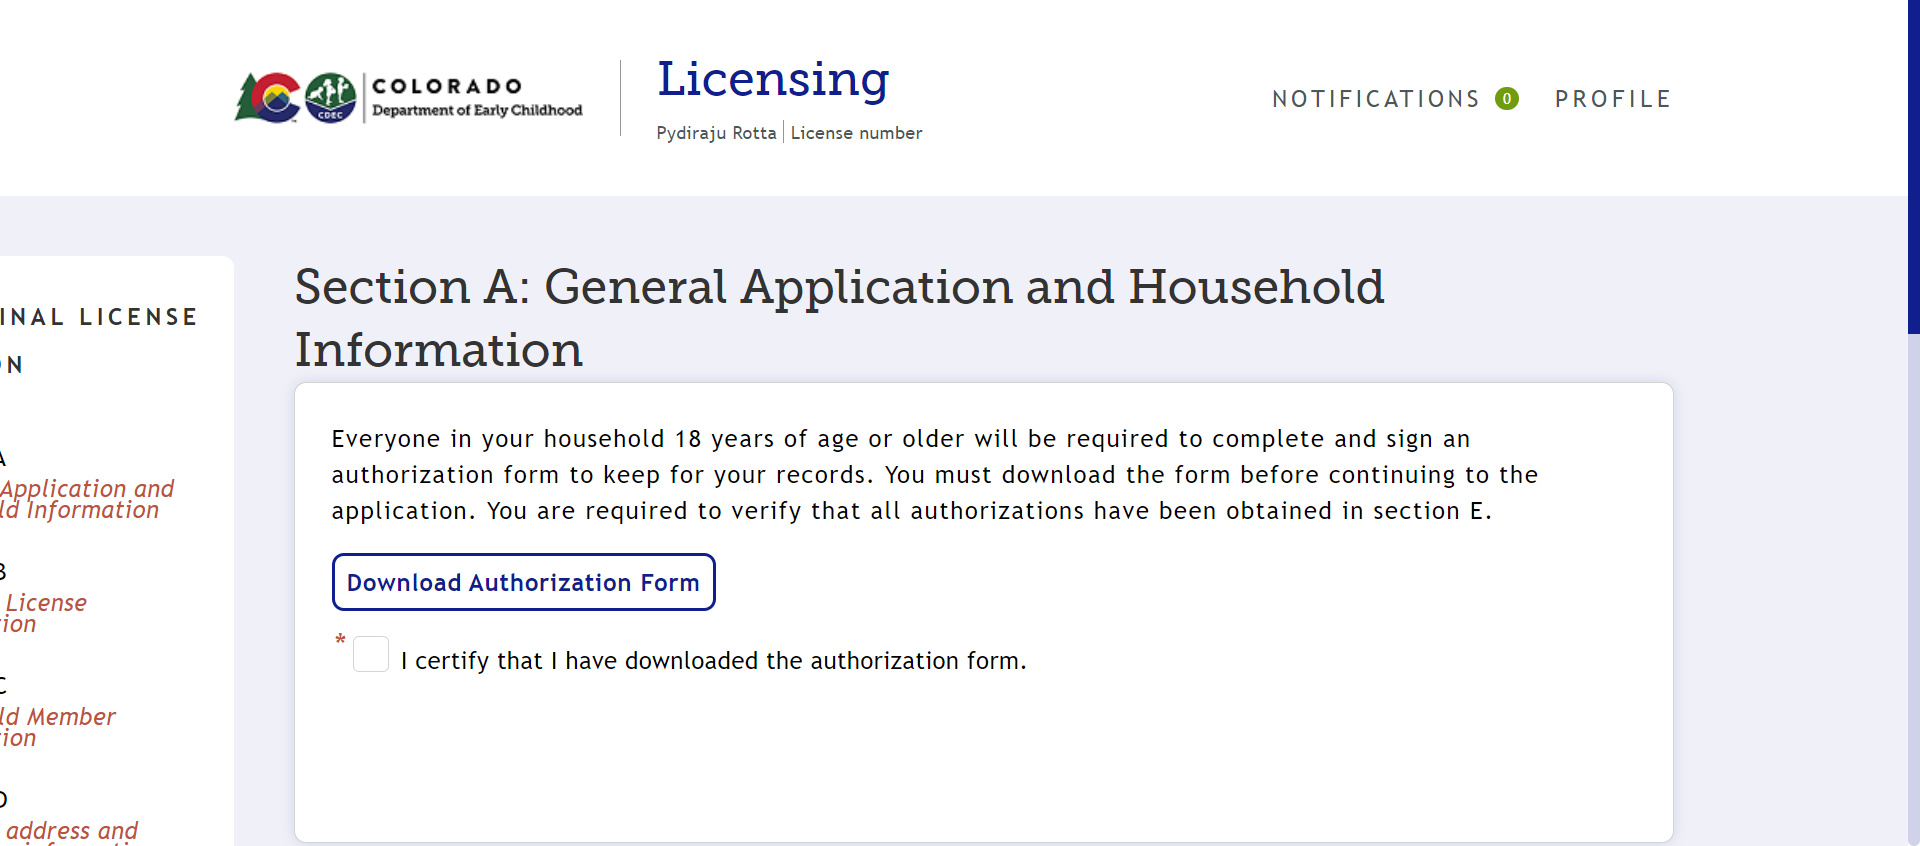 COLORADO
Department of Early Childhood
CDEC
Licensing
Pydiraju Rotta | License number
NOTIFICATIONS 0 PROFILE
INAL LICENSE
ON
A
Application and
ld Information
B
License
tion
C
ld Member
tion
D
address and
Section A: General Application and Household
Information
Everyone in your household 18 years of age or older will be required to complete and sign an
authorization form to keep for your records. You must download the form before continuing to the
application. You are required to verify that all authorizations have been obtained in section E.
Download Authorization Form
* I certify that I have downloaded the authorization form.